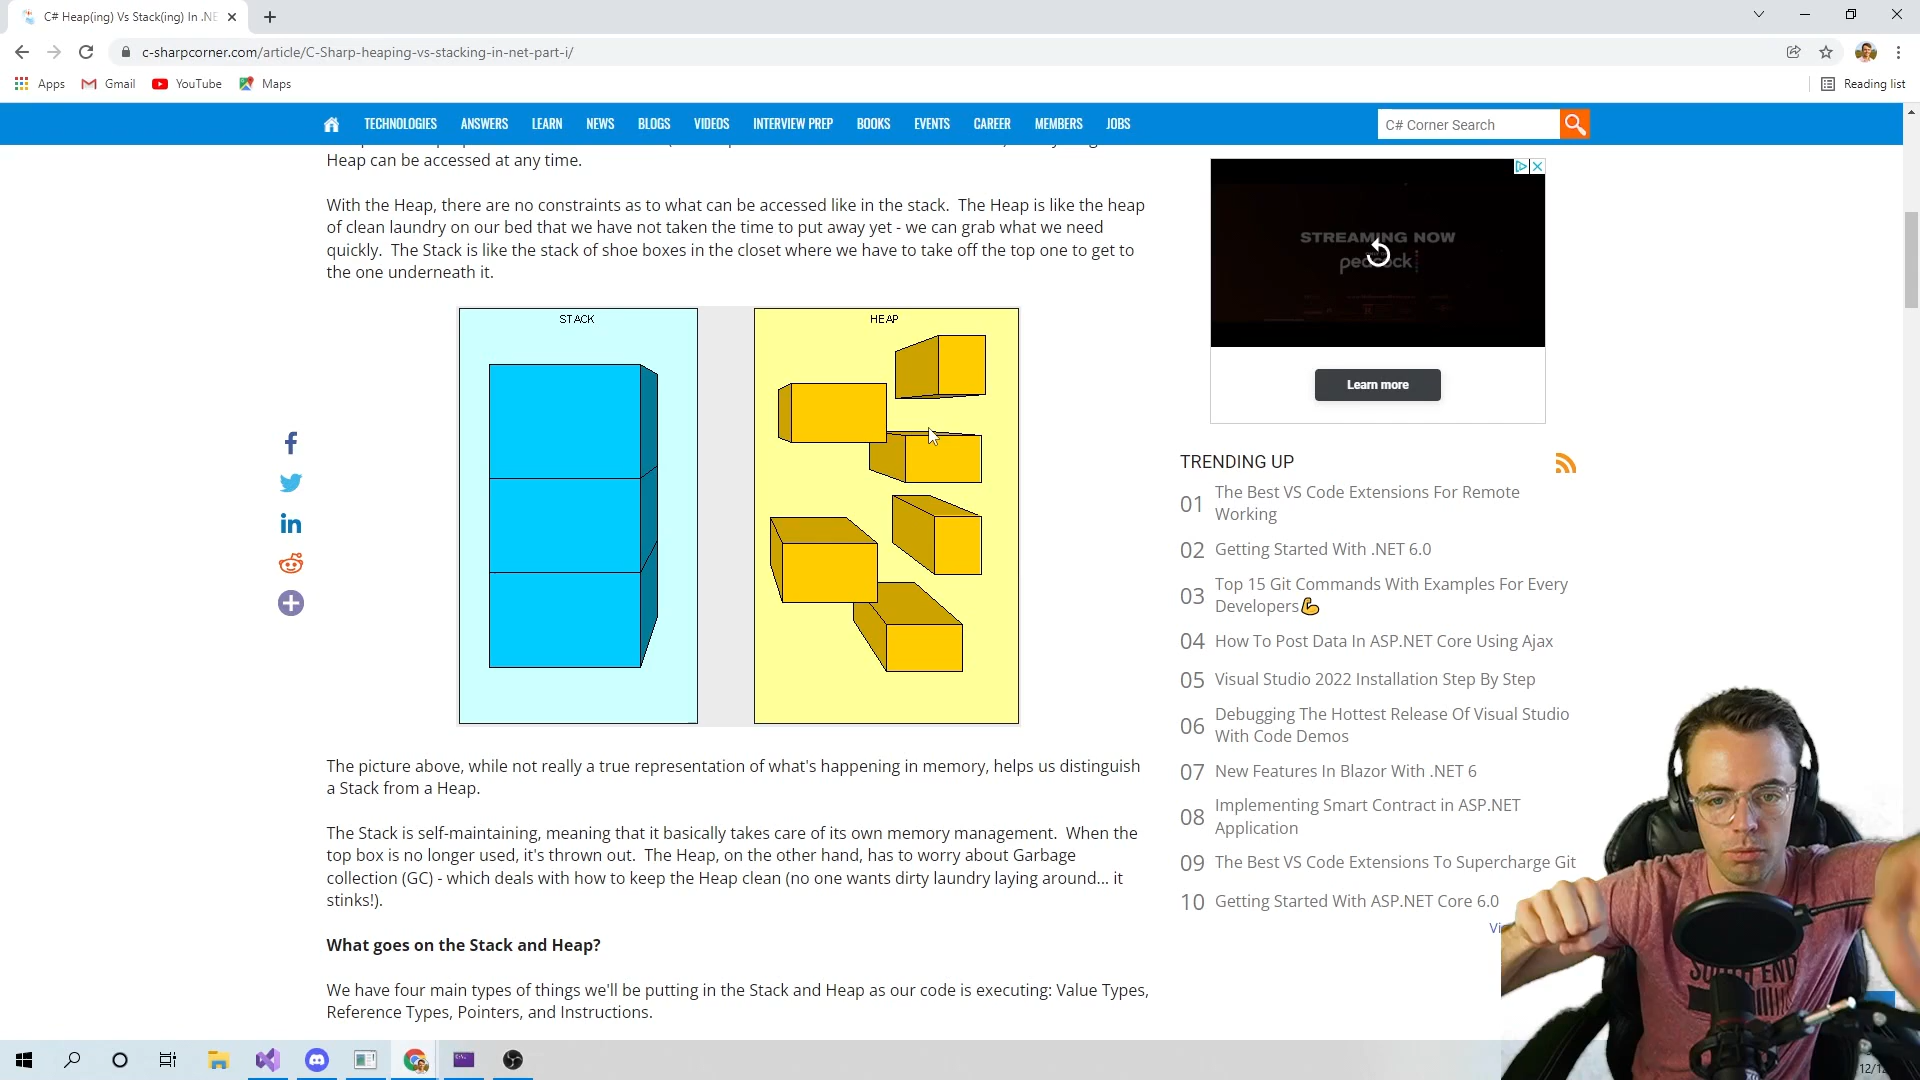 C# Heap(ing) Vs Stack(ing) In .NE
c-sharpcorner.com/article/C-Sharp-heaping-vs-stacking-in-net-part-i/
Apps Gmail YouTube Maps Reading list
TECHNOLOGIES ANSWERS LEARN NEWS BLOGS VIDEOS INTERVIEW PREP BOOKS EVENTS CAREER MEMBERS JOBS C# Corner Search
Heap can be accessed at any time.
With the Heap, there are no constraints as to what can be accessed like in the stack. The Heap is like the heap
of clean laundry on our bed that we have not taken the time to put away yet - we can grab what we need
quickly. The Stack is like the stack of shoe boxes in the closet where we have to take off the top one to get to
the one underneath it.
STACK
HEAP
The picture above, while not really a true representation of what's happening in memory, helps us distinguish
a Stack from a Heap.
The Stack is self-maintaining, meaning that it basically takes care of its own memory management. When the
top box is no longer used, it's thrown out. The Heap, on the other hand, has to worry about Garbage
collection (GC) - which deals with how to keep the Heap clean (no one wants dirty laundry laying around... it
stinks!).
What goes on the Stack and Heap?
We have four main types of things we'll be putting in the Stack and Heap as our code is executing: Value Types,
Reference Types, Pointers, and Instructions.
STREAMING NOW
peacock
Learn more
TRENDING UP
01 The Best VS Code Extensions For Remote
Working
02 Getting Started With .NET 6.0
03 Top 15 Git Commands With Examples For Every
Developers💪
04 How To Post Data In ASP.NET Core Using Ajax
05 Visual Studio 2022 Installation Step By Step
06 Debugging The Hottest Release Of Visual Studio
With Code Demos
07 New Features In Blazor With .NET 6
08 Implementing Smart Contract in ASP.NET
Application
09 The Best VS Code Extensions To Supercharge Git
10 Getting Started With ASP.NET Core 6.0
Vi
SOUTH END